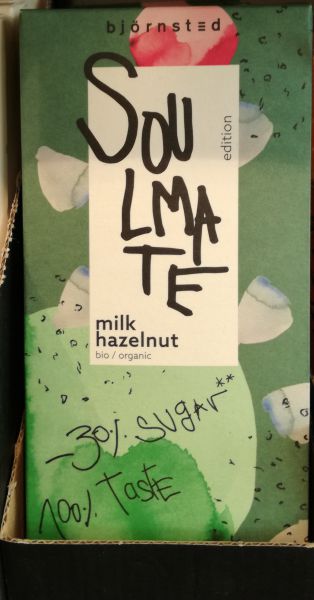 björnsted
SOU
LMA
TE
edition
milk
hazelnut
bio / organic
-30% SUGAR**
100% TASTE